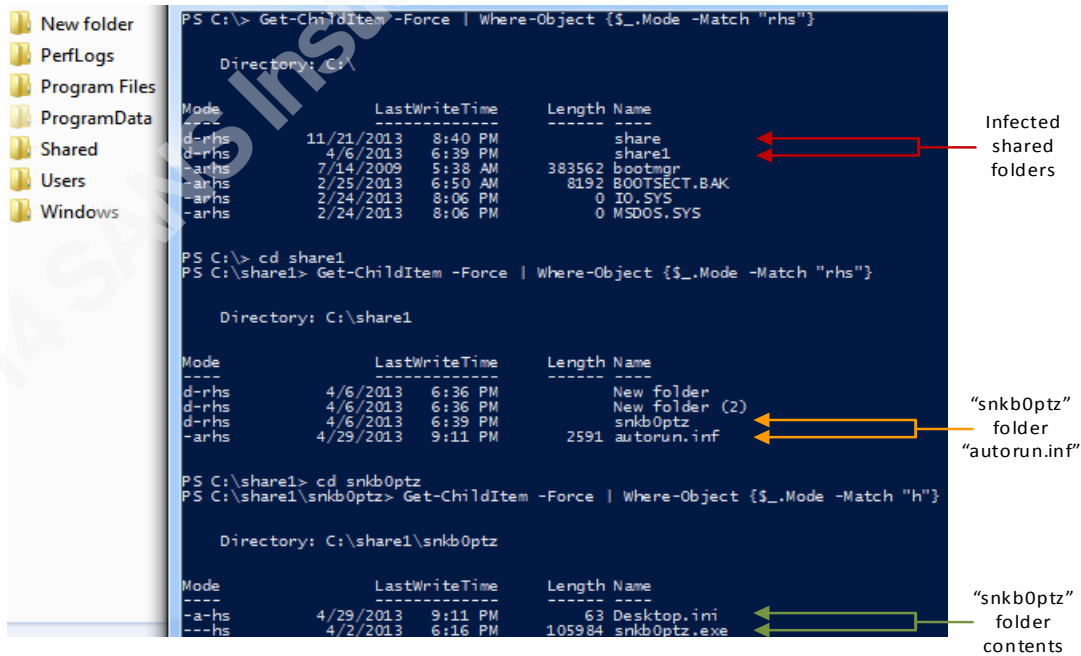 New folder
PerfLogs
Program Files
ProgramData
Shared
Users
Windows
PS C:\> Get-ChildItem -Force | Where-Object {$_.Mode -Match "rhs"}
Directory: C:\
Mode LastWriteTime Length Name
---- ------------- ------ ----
d-rhs 11/21/2013 8:40 PM share
d-rhs 4/6/2013 6:39 PM share1
-arhs 7/14/2009 5:38 AM 383562 bootmgr
-arhs 2/25/2013 6:50 AM 8192 BOOTSECT.BAK
-arhs 2/24/2013 8:06 PM 0 IO.SYS
-arhs 2/24/2013 8:06 PM 0 MSDOS.SYS
Infected
shared
folders
PS C:\> cd share1
PS C:\share1> Get-ChildItem -Force | Where-Object {$_.Mode -Match "rhs"}
Directory: C:\share1
Mode LastWriteTime Length Name
---- ------------- ------ ----
d-rhs 4/6/2013 6:36 PM New folder
d-rhs 4/6/2013 6:36 PM New folder (2)
d-rhs 4/6/2013 6:39 PM snkb0ptz
-arhs 4/29/2013 9:11 PM 2591 autorun.inf
“snkb0ptz”
folder
“autorun.inf”
PS C:\share1> cd snkb0ptz
PS C:\share1\snkb0ptz> Get-ChildItem -Force | Where-Object {$_.Mode -Match "h"}
Directory: C:\share1\snkb0ptz
Mode LastWriteTime Length Name
---- ------------- ------ ----
-a-hs 4/29/2013 9:11 PM 63 Desktop.ini
---hs 4/2/2013 6:16 PM 105984 snkb0ptz.exe
“snkb0ptz”
folder
contents
14 SANS